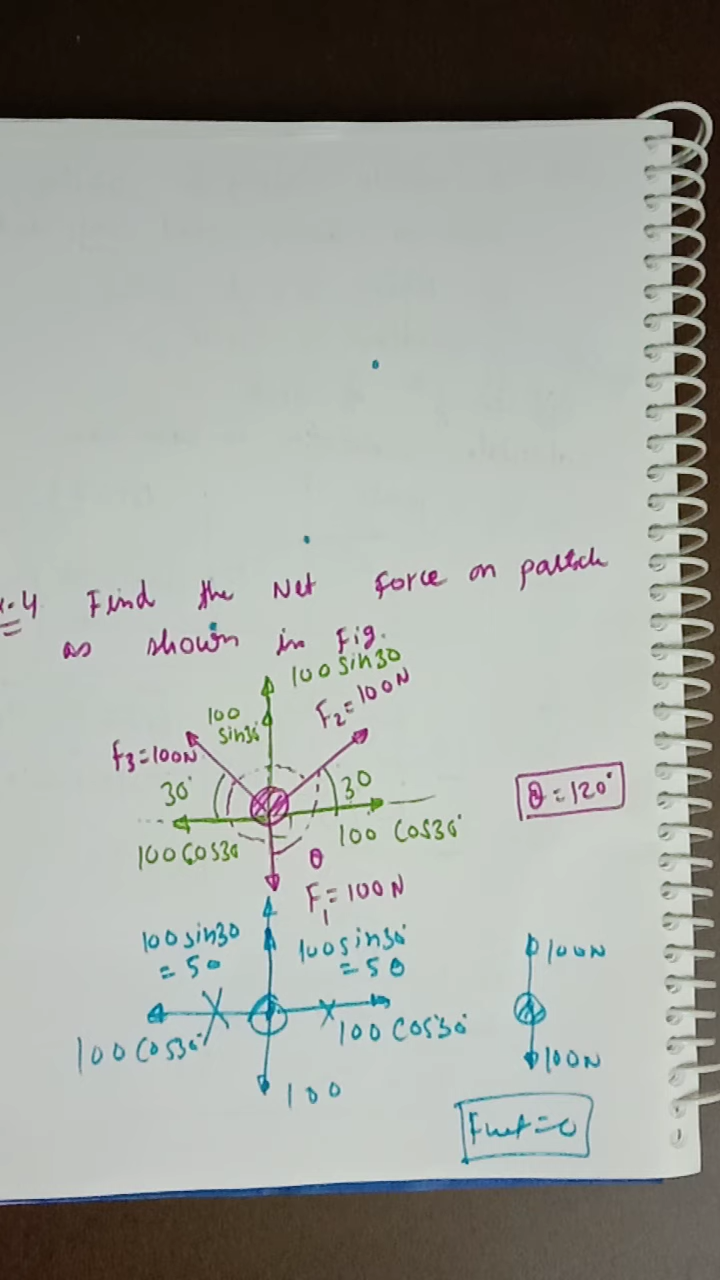 x-4 Find the Net force on particle
as shown in Fig.
100 sin30
100
sin30°
F2=100N
F3=100N
30°
30
θ=120°
100 Cos30
100 Cos30°
θ
F1=100N
100 sin30
=50
100 sin30°
=50
100N
100 Cos30°
100 Cos30°
100N
100
Fnet=0